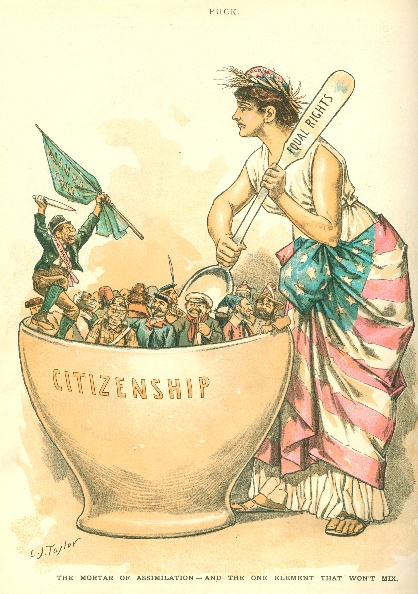 PUCK.
EQUAL RIGHTS
CITIZENSHIP
C.J. Taylor
THE MORTAR OF ASSIMILATION — AND THE ONE ELEMENT THAT WON'T MIX.